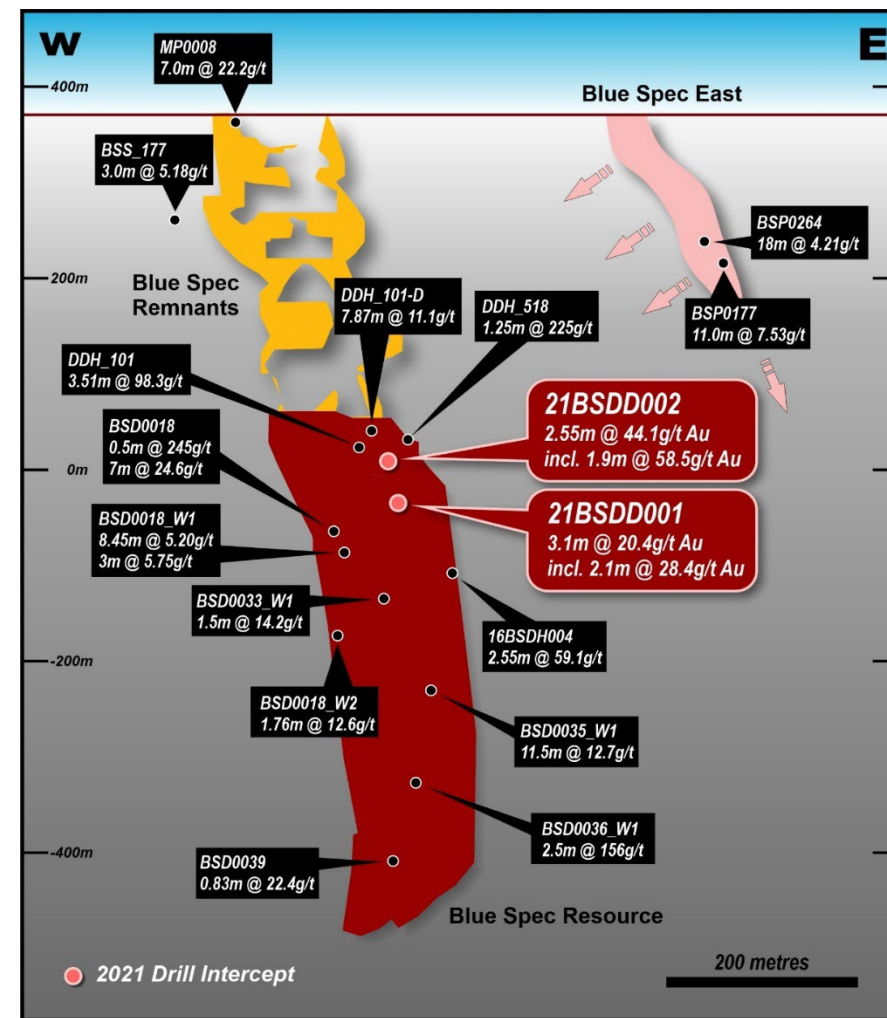 W
E
MP0008
7.0m @ 22.2g/t
400m
Blue Spec East
BSS_177
3.0m @ 5.18g/t
BSP0264
18m @ 4.21g/t
200m
Blue Spec
Remnants
DDH_101-D
7.87m @ 11.1g/t
DDH_518
1.25m @ 225g/t
BSP0177
11.0m @ 7.53g/t
DDH_101
3.51m @ 98.3g/t
21BSDD002
2.55m @ 44.1g/t Au
incl. 1.9m @ 58.5g/t Au
BSD0018
0.5m @ 245g/t
7m @ 24.6g/t
0m
21BSDD001
3.1m @ 20.4g/t Au
incl. 2.1m @ 28.4g/t Au
BSD0018_W1
8.45m @ 5.20g/t
3m @ 5.75g/t
BSD0033_W1
1.5m @ 14.2g/t
16BSDH004
2.55m @ 59.1g/t
-200m
BSD0018_W2
1.76m @ 12.6g/t
BSD0035_W1
11.5m @ 12.7g/t
BSD0036_W1
2.5m @ 156g/t
-400m
BSD0039
0.83m @ 22.4g/t
Blue Spec Resource
2021 Drill Intercept
200 metres